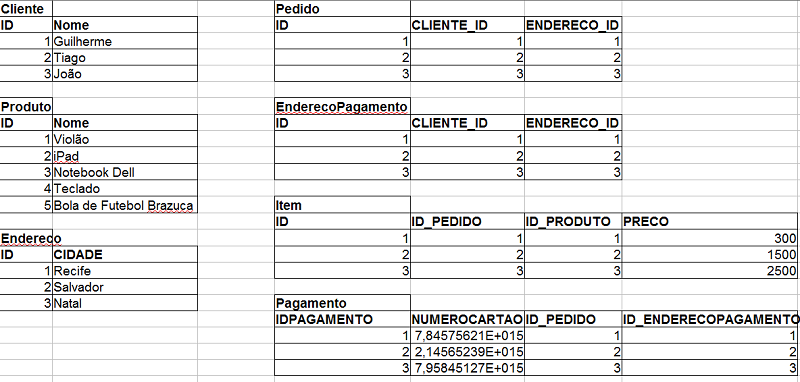 Cliente
ID Nome
1 Guilherme
2 Tiago
3 João
Produto
ID Nome
1 Violão
2 iPad
3 Notebook Dell
4 Teclado
5 Bola de Futebol Brazuca
Endereco
ID CIDADE
1 Recife
2 Salvador
3 Natal
Pedido
ID CLIENTE_ID ENDERECO_ID
1 1 1
2 2 2
3 3 3
EnderecoPagamento
ID CLIENTE_ID ENDERECO_ID
1 1 1
2 2 2
3 3 3
Item
ID ID_PEDIDO ID_PRODUTO PRECO
1 1 1 300
2 2 2 1500
3 3 3 2500
Pagamento
IDPAGAMENTO NUMEROCARTAO ID_PEDIDO ID_ENDERECOPAGAMENTO
1 7,84575621E+015 1 1
2 2,14565239E+015 2 2
3 7,95845127E+015 3 3